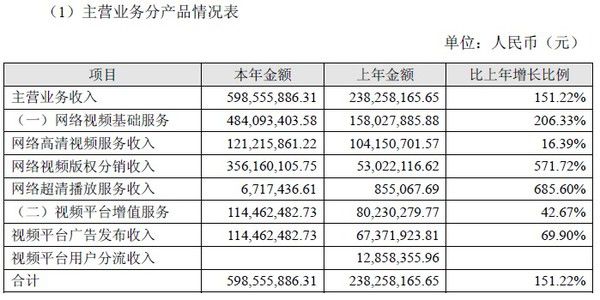 （1）主营业务分产品情况表
单位：人民币（元）
项目 本年金额 上年金额 比上年增长比例
主营业务收入 598,555,886.31 238,258,165.65 151.22%
（一）网络视频基础服务 484,093,403.58 158,027,885.88 206.33%
网络高清视频服务收入 121,215,861.22 104,150,701.57 16.39%
网络视频版权分销收入 356,160,105.75 53,022,116.62 571.72%
网络超清播放服务收入 6,717,436.61 855,067.69 685.60%
（二）视频平台增值服务 114,462,482.73 80,230,279.77 42.67%
视频平台广告发布收入 114,462,482.73 67,371,923.81 69.90%
视频平台用户分流收入 12,858,355.96
合计 598,555,886.31 238,258,165.65 151.22%